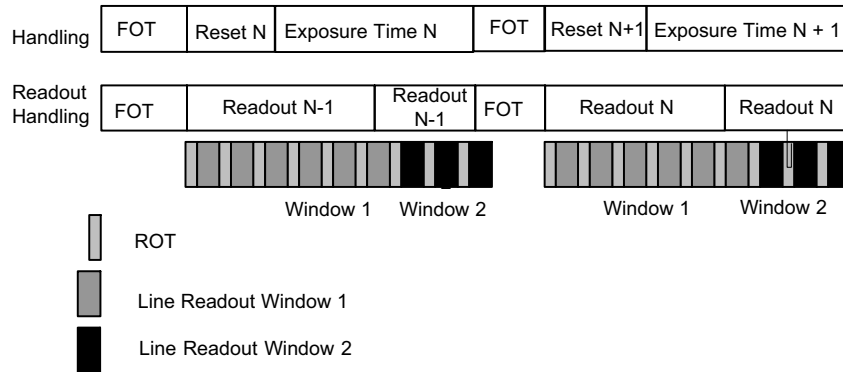 Handling FOT Reset N Exposure Time N FOT Reset N+1 Exposure Time N + 1
Readout
Handling FOT Readout N-1 Readout
N-1 FOT Readout N Readout N
Window 1 Window 2 Window 1 Window 2
ROT
Line Readout Window 1
Line Readout Window 2